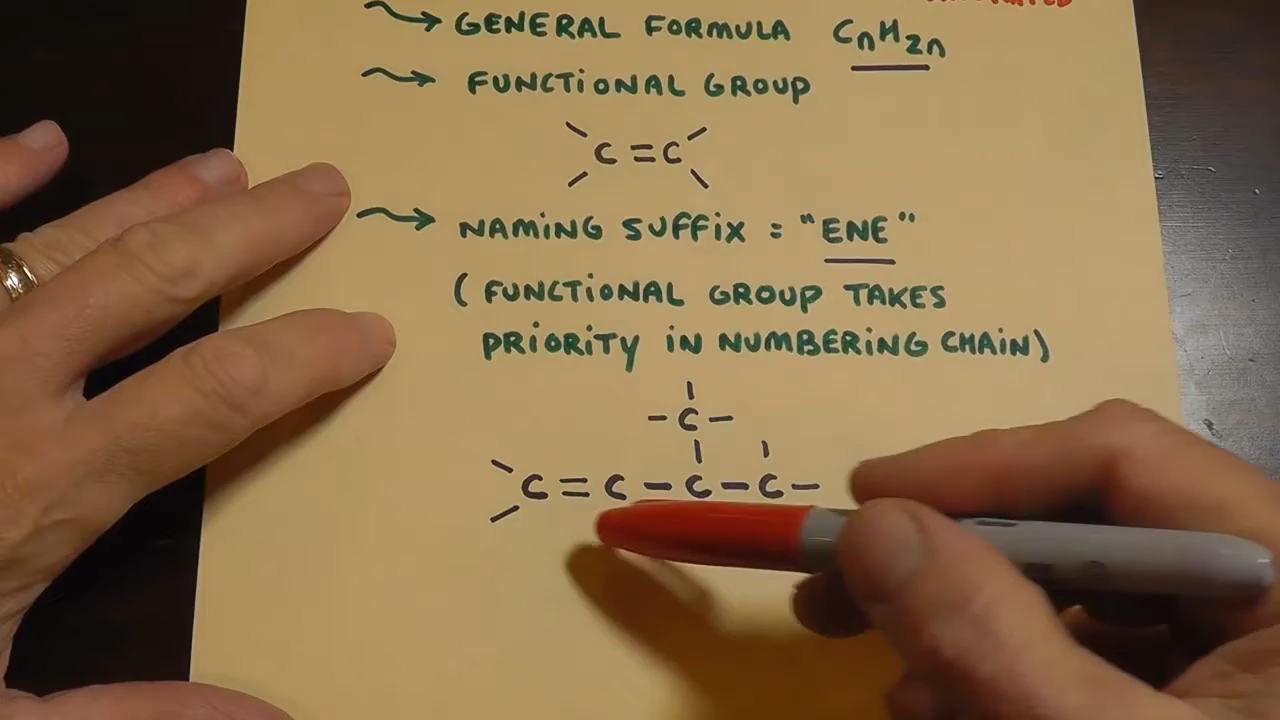 GENERAL FORMULA CnH2n
FUNCTIONAL GROUP
C=C
NAMING SUFFIX : "ENE"
(FUNCTIONAL GROUP TAKES
PRIORITY IN NUMBERING CHAIN)
-C-
C=C-C-C-